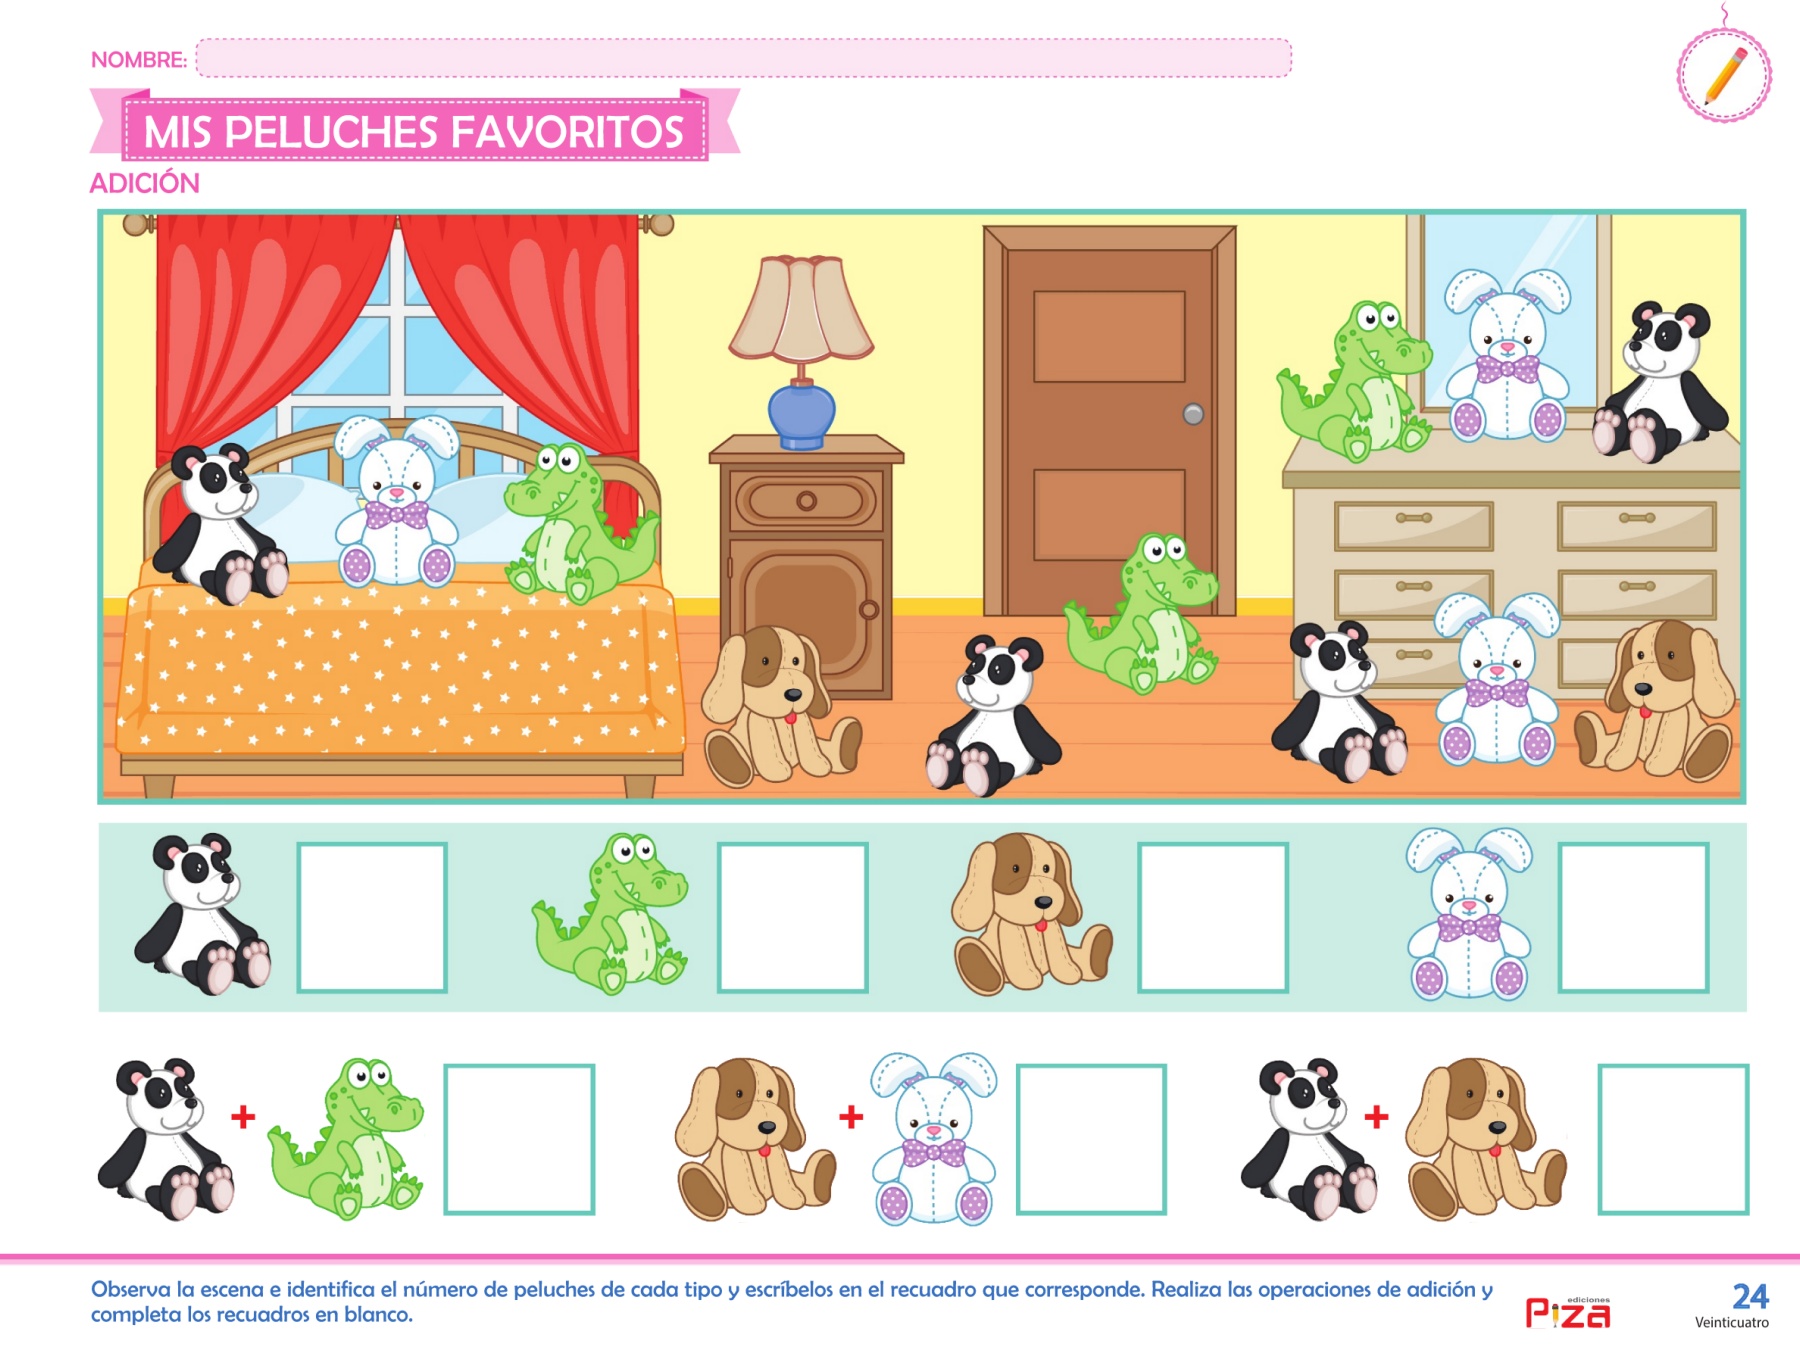 NOMBRE:
MIS PELUCHES FAVORITOS
ADICIÓN
+
+
+
Observa la escena e identifica el número de peluches de cada tipo y escríbelos en el recuadro que corresponde. Realiza las operaciones de adición y
completa los recuadros en blanco.
ediciones
Piza
24
Veinticuatro